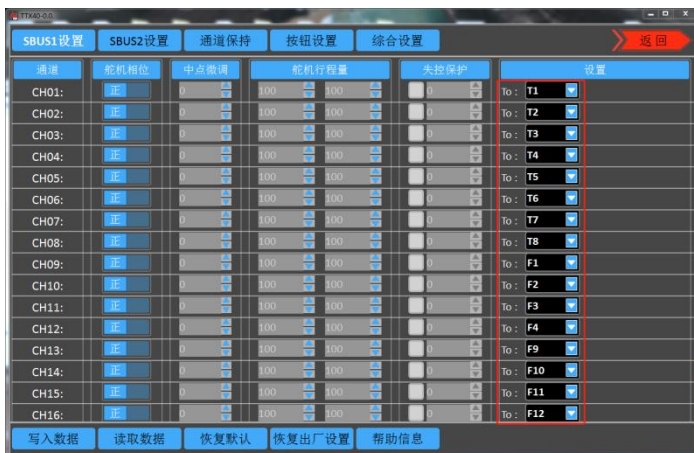 TTX40-0.0
SBUS1设置 SBUS2设置 通道保持 按钮设置 综合设置 返回
通道 舵机相位 中点微调 舵机行程量 失控保护 设置
CH01: 正 0 100 100 0 To : T1
CH02: 正 0 100 100 0 To : T2
CH03: 正 0 100 100 0 To : T3
CH04: 正 0 100 100 0 To : T4
CH05: 正 0 100 100 0 To : T5
CH06: 正 0 100 100 0 To : T6
CH07: 正 0 100 100 0 To : T7
CH08: 正 0 100 100 0 To : T8
CH09: 正 0 100 100 0 To : F1
CH10: 正 0 100 100 0 To : F2
CH11: 正 0 100 100 0 To : F3
CH12: 正 0 100 100 0 To : F4
CH13: 正 0 100 100 0 To : F9
CH14: 正 0 100 100 0 To : F10
CH15: 正 0 100 100 0 To : F11
CH16: 正 0 100 100 0 To : F12
写入数据 读取数据 恢复默认 恢复出厂设置 帮助信息